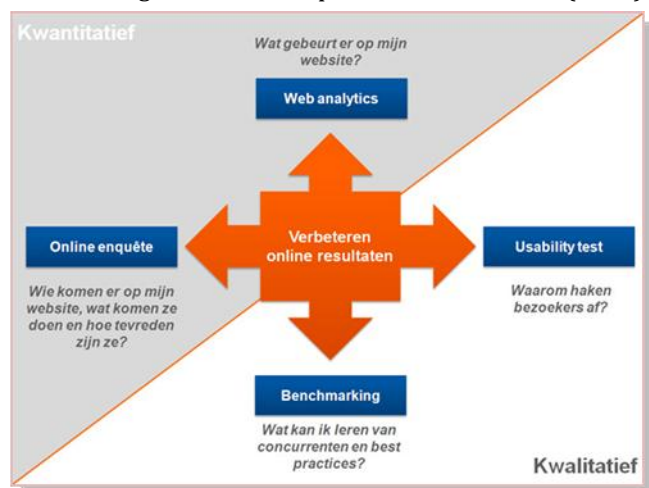 Kwantitatief
Wat gebeurt er op mijn
website?
Web analytics
Online enquête
Verbeteren
online resultaten
Usability test
Wie komen er op mijn
website, wat komen ze
doen en hoe tevreden
zijn ze?
Waarom haken
bezoekers af?
Benchmarking
Wat kan ik leren van
concurrenten en best
practices?
Kwalitatief